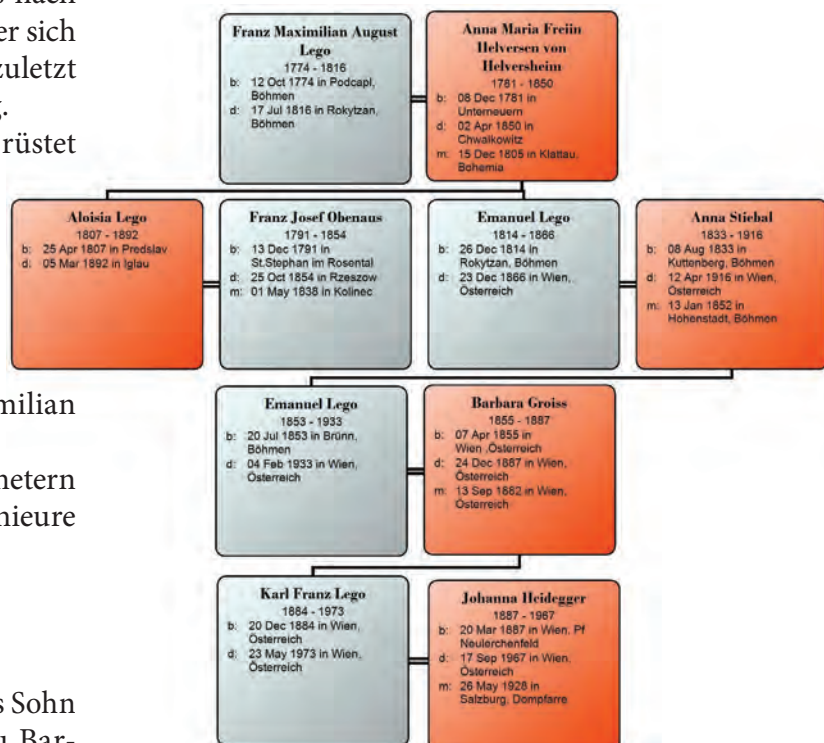 nach
er sich
zuletzt
rüstet
Franz Maximilian August
Lego
1774 - 1816
b: 12 Oct 1774 in Podcapl,
Böhmen
d: 17 Jul 1816 in Rokytzan,
Böhmen
Anna Maria Freiin
Helversen von
Helversheim
1781 - 1850
b: 08 Dec 1781 in
Unterneuern
d: 02 Apr 1850 in
Chwalkowitz
m: 15 Dec 1805 in Klattau,
Bohemia
Aloisia Lego
1807 - 1892
b: 25 Apr 1807 in Predslav
d: 05 Mar 1892 in Iglau
Franz Josef Obenaus
1791 - 1854
b: 13 Dec 1791 in
St.Stephan im Rosental
d: 25 Oct 1854 in Rzeszow
m: 01 May 1838 in Kolinec
Emanuel Lego
1814 - 1866
b: 26 Dec 1814 in
Rokytzan, Böhmen
d: 23 Dec 1866 in Wien,
Österreich
Anna Stiebal
1833 - 1916
b: 08 Aug 1833 in
Kuttenberg, Böhmen
d: 12 Apr 1916 in Wien,
Österreich
m: 13 Jan 1852 in
Hohenstadt, Böhmen
milian
metern
nieure
Emanuel Lego
1853 - 1933
b: 20 Jul 1853 in Brünn,
Böhmen
d: 04 Feb 1933 in Wien,
Österreich
Barbara Groiss
1855 - 1887
b: 07 Apr 1855 in
Wien ,Österreich
d: 24 Dec 1887 in Wien,
Österreich
m: 13 Sep 1882 in Wien,
Österreich
Karl Franz Lego
1884 - 1973
b: 20 Dec 1884 in Wien,
Österreich
d: 23 May 1973 in Wien,
Österreich
Johanna Heidegger
1887 - 1967
b: 20 Mar 1887 in Wien, Pf
Neulerchenfeld
d: 17 Sep 1967 in Wien,
Österreich
m: 26 May 1928 in
Salzburg, Dompfarre
s Sohn
Bar-